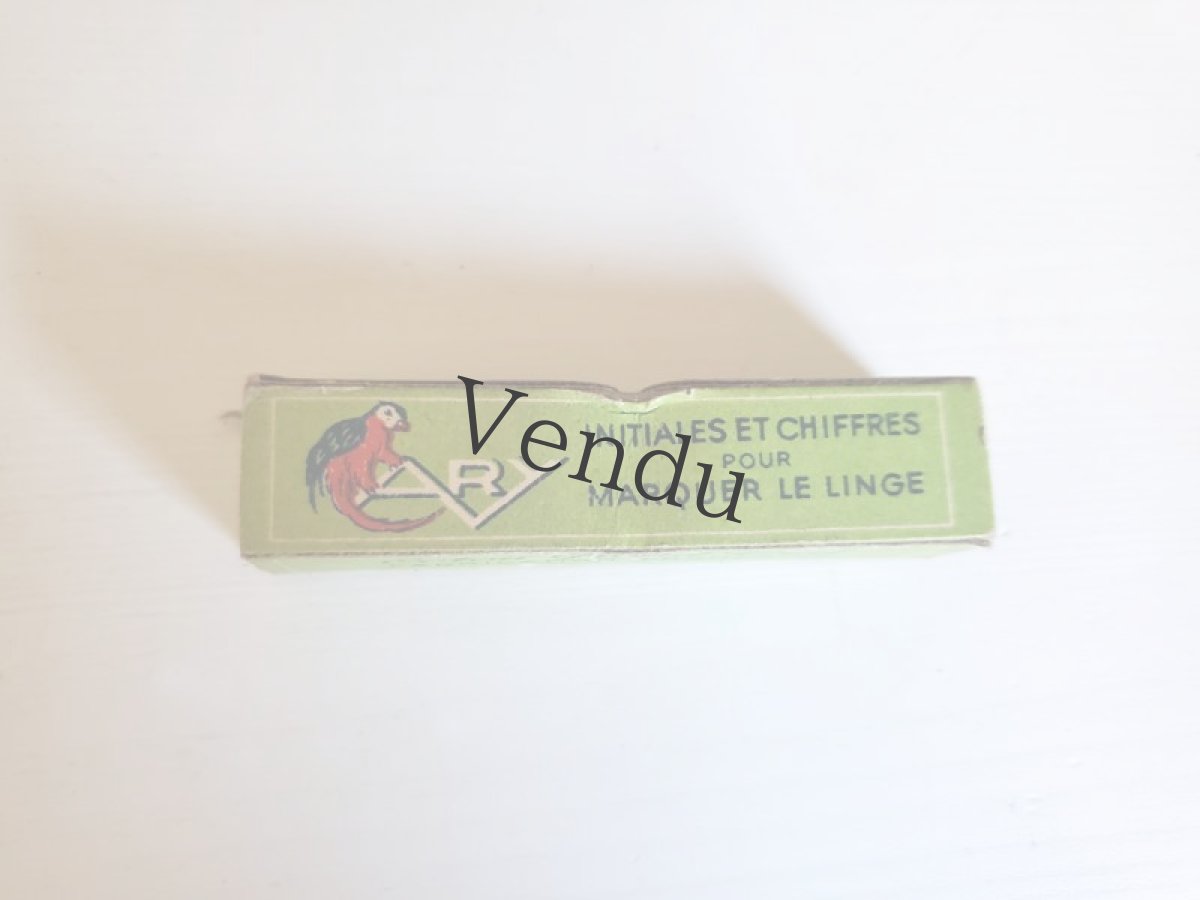 ARY
INITIALES ET CHIFFRES
POUR
MARQUER LE LINGE
Vendu